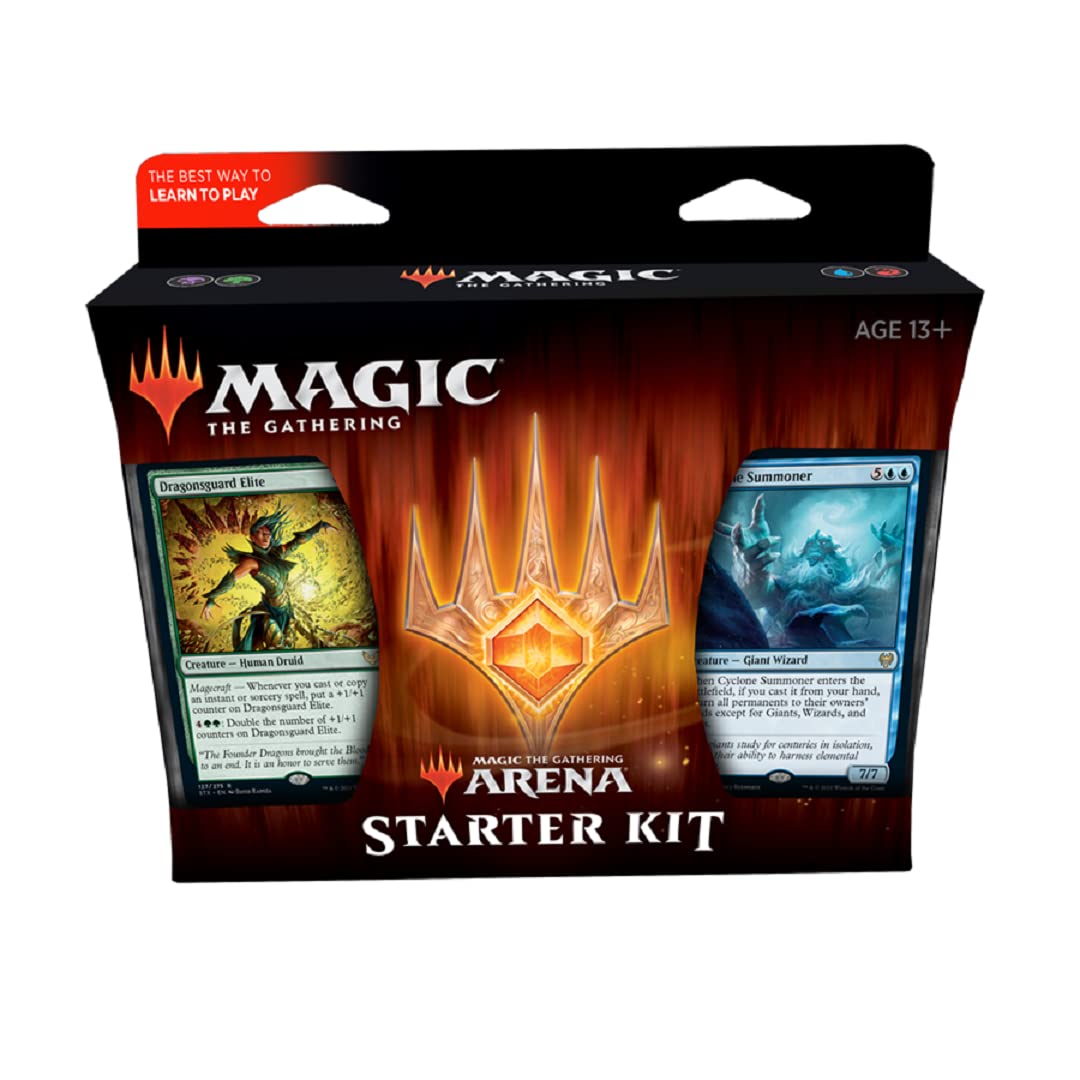 THE BEST WAY TO
LEARN TO PLAY
MAGIC
THE GATHERING
AGE 13+
MAGIC
THE GATHERING
Dragonsguard Elite
Creature — Human Druid
Magecraft — Whenever you cast or copy
an instant or sorcery spell, put a +1/+1
counter on Dragonsguard Elite.
4: Double the number of +1/+1
counters on Dragonsguard Elite.
"The Founder Dragons brought the Bloo
to an end. It is an honor to serve them."
e Summoner
5
eature — Giant Wizard
hen Cyclone Summoner enters the
tlefield, if you cast it from your hand,
urn all permanents to their owners'
ds except for Giants, Wizards, and
iants study for centuries in isolation,
their ability to harness elemental
7/7
MAGIC THE GATHERING
ARENA
STARTER KIT